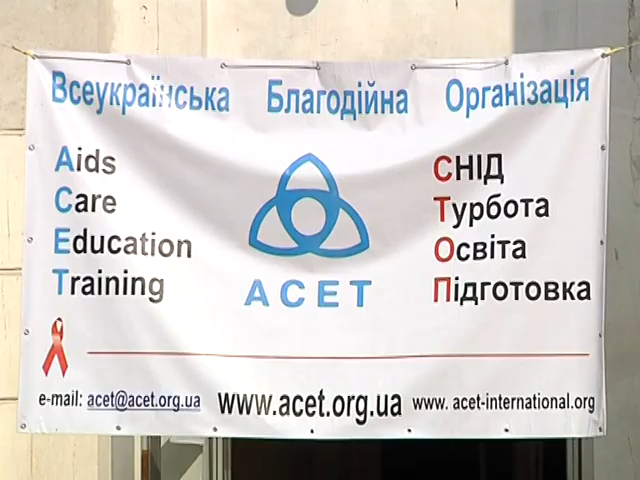 Всеукраїнська Благодійна Організація
Aids
Care
Education
Training
ACET
СНІД
Турбота
Освіта
Підготовка
e-mail: acet@acet.org.ua www.acet.org.ua www. acet-international.org